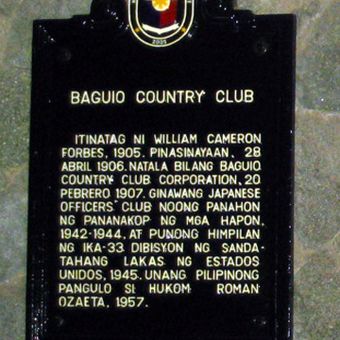 BAGUIO COUNTRY CLUB
ITINATAG NI WILLIAM CAMERON
FORBES, 1905. PINASINAYAAN, 28
ABRIL 1906. NATALA BILANG BAGUIO
COUNTRY CLUB CORPORATION, 20
PEBRERO 1907. GINAWANG JAPANESE
OFFICERS' CLUB NOONG PANAHON
NG PANANAKOP NG MGA HAPON,
1942-1944, AT PUNONG HIMPILAN
NG IKA-33 DIBISYON NG SANDA-
TAHANG LAKAS NG ESTADOS
UNIDOS, 1945. UNANG PILIPINONG
PANGULO SI HUKOM ROMAN
OZAETA, 1957.